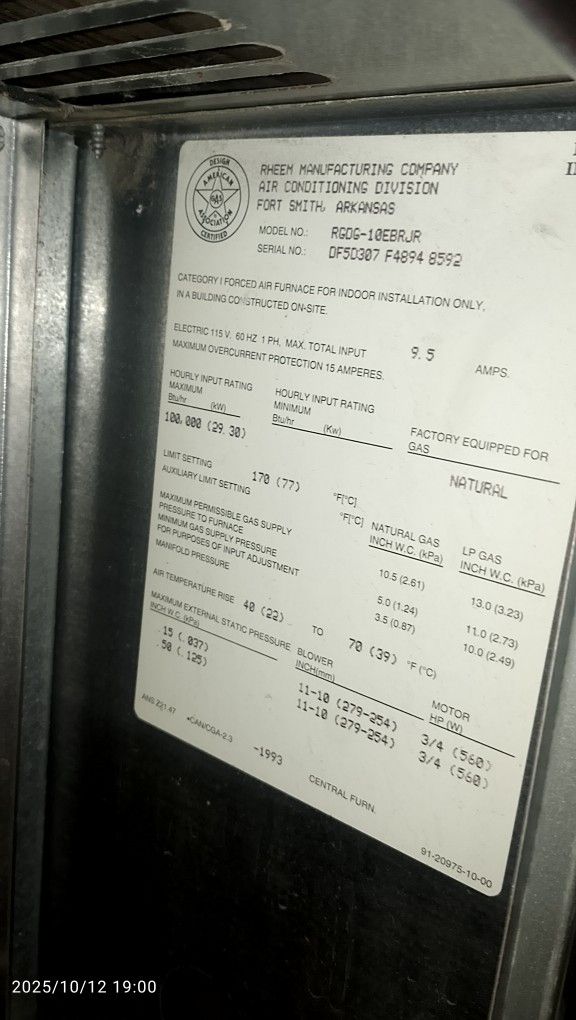 DESIGN
AMERICAN
GAS
ASSOCIATION
CERTIFIED
RHEEM MANUFACTURING COMPANY
AIR CONDITIONING DIVISION
FORT SMITH, ARKANSAS
MODEL NO.: RGDG-10EBRJR
SERIAL NO.: DF5D307 F4894 8592
CATEGORY I FORCED AIR FURNACE FOR INDOOR INSTALLATION ONLY,
IN A BUILDING CONSTRUCTED ON-SITE.
ELECTRIC 115 V. 60 HZ 1 PH, MAX. TOTAL INPUT 9.5 AMPS.
MAXIMUM OVERCURRENT PROTECTION 15 AMPERES.
HOURLY INPUT RATING HOURLY INPUT RATING
MAXIMUM MINIMUM FACTORY EQUIPPED FOR
Btu/hr (kW) Btu/hr (Kw) GAS
100,000 (29.30) NATURAL
LIMIT SETTING 170 (77) °F[°C]
AUXILIARY LIMIT SETTING °F[°C] NATURAL GAS LP GAS
INCH W.C. (kPa) INCH W.C. (kPa)
MAXIMUM PERMISSIBLE GAS SUPPLY
PRESSURE TO FURNACE 10.5 (2.61) 13.0 (3.23)
MINIMUM GAS SUPPLY PRESSURE
FOR PURPOSES OF INPUT ADJUSTMENT 5.0 (1.24) 11.0 (2.73)
MANIFOLD PRESSURE 3.5 (0.87) 10.0 (2.49)
AIR TEMPERATURE RISE 40 (22) TO 70 (39) °F (°C)
MAXIMUM EXTERNAL STATIC PRESSURE BLOWER MOTOR
INCH W.C. (kPa) INCH(mm) HP (W)
.15 (.037) 11-10 (279-254) 3/4 (560)
.50 (.125) 11-10 (279-254) 3/4 (560)
ANS Z21.47 •CAN/CGA-2.3 -1993 CENTRAL FURN.
91-20975-10-00
2025/10/12 19:00